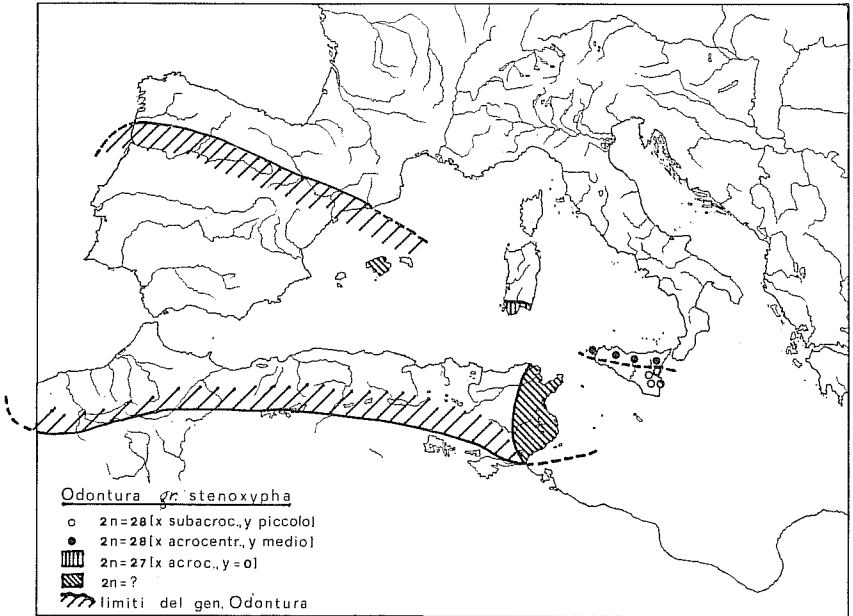 Odontura gr. stenoxypha
2n=28 [x subacroc., y piccolo]
2n=28 [x acrocentr., y medio]
2n=27 [x acroc., y=0]
2n=?
limiti del gen. Odontura